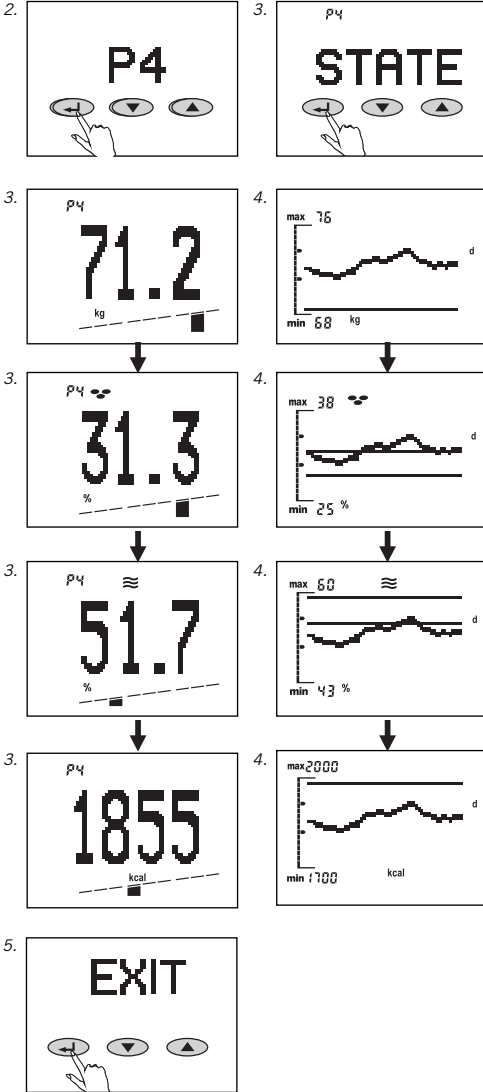 2.
P4
3.
P4
STATE
3.
P4
71.2
kg
4.
max 76
d
min 68 kg
3.
P4
31.3
%
4.
max 38
d
min 25 %
3.
P4
51.7
%
4.
max 60
d
min 43 %
3.
P4
1855
kcal
4.
max 2000
d
min 1700 kcal
5.
EXIT